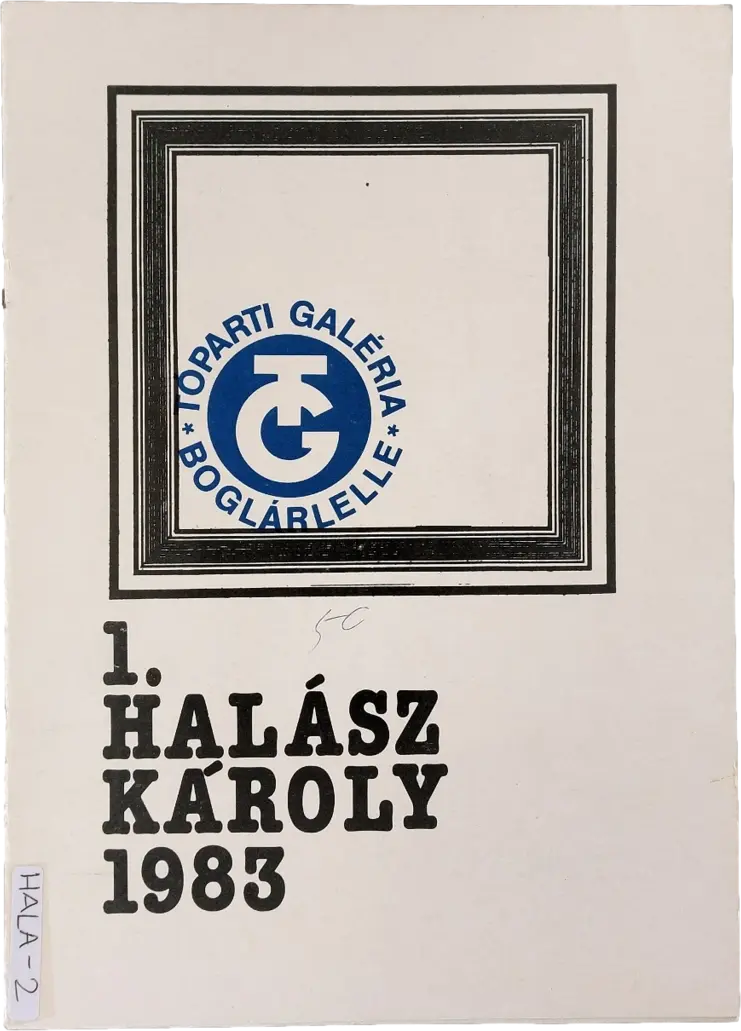 TÓPARTI GALÉRIA
* BOGLÁRLELLE *
TG
50
1.
HALÁSZ
KÁROLY
1983
HALA-2